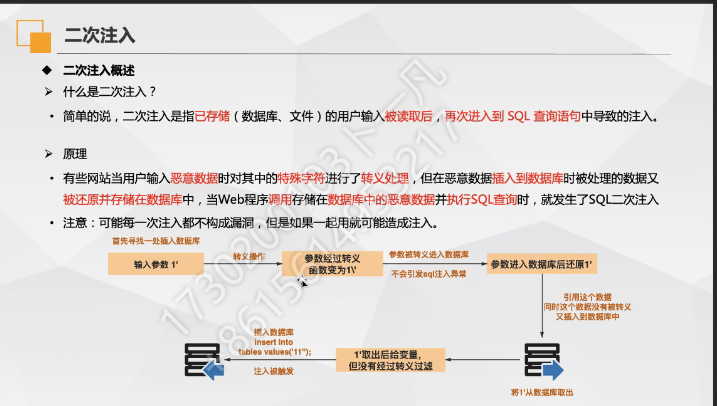 二次注入
◆ 二次注入概述
➢ 什么是二次注入？
• 简单的说，二次注入是指已存储（数据库、文件）的用户输入被读取后，再次进入到 SQL 查询语句中导致的注入。
➢ 原理
• 有些网站当用户输入恶意数据时对其中的特殊字符进行了转义处理，但在恶意数据插入到数据库时被处理的数据又
被还原并存储在数据库中，当Web程序调用存储在数据库中的恶意数据并执行SQL查询时，就发生了SQL二次注入
• 注意：可能每一次注入都不构成漏洞，但是如果一起用就可能造成注入。
首先寻找一处插入数据库
输入参数 1'
转义操作
参数经过转义
函数变为1\'
参数被转义进入数据库
不会引发sql注入异常
参数进入数据库后还原1'
引用这个数据
同时这个数据没有被转义
又插入到数据库中
将1'从数据库取出
1'取出后给变量，
但没有经过转义过滤
插入数据库
insert into
tables values('11'');
注入被触发